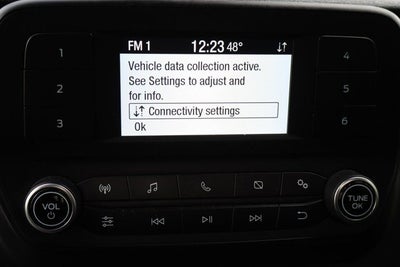 FM 1 12:23 48°
Vehicle data collection active.
See Settings to adjust and
for info.
Connectivity settings
Ok
1
2
3
4
5
6
VOL
TUNE
OK